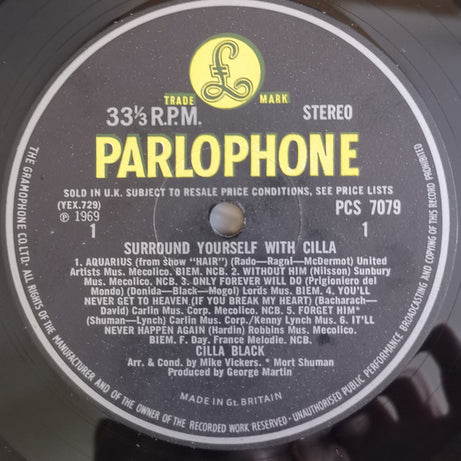 £
TRADE MARK
33⅓ R.P.M. STEREO
PARLOPHONE
SOLD IN U.K. SUBJECT TO RESALE PRICE CONDITIONS, SEE PRICE LISTS
(YEX.729) PCS 7079
℗ 1969
1 1
SURROUND YOURSELF WITH CILLA
1. AQUARIUS (from show "HAIR") (Rado—Ragni—McDermot) United
Artists Mus. Mecolico. BIEM. NCB. 2. WITHOUT HIM (Nilsson) Sunbury
Mus. Mecolico. NCB. 3. ONLY FOREVER WILL DO (Prigioniero del
Mondo) (Donida—Black—Mogol) Lords Mus. BIEM. 4. YOU'LL
NEVER GET TO HEAVEN (IF YOU BREAK MY HEART) (Bacharach—
David) Carlin Mus. Corp. Mecolico. NCB. 5. FORGET HIM*
(Shuman—Lynch) Carlin Mus. Corp./Kenny Lynch Mus. 6. IT'LL
NEVER HAPPEN AGAIN (Hardin) Robbins Mus. Mecolico.
BIEM. F. Day. France Melodie. NCB.
CILLA BLACK
Arr. & Cond. by Mike Vickers. * Mort Shuman
Produced by George Martin
MADE IN Gt. BRITAIN
THE GRAMOPHONE CO. LTD. ALL RIGHTS OF THE MANUFACTURER AND OF THE OWNER OF THE RECORDED WORK RESERVED · UNAUTHORISED PUBLIC PERFORMANCE BROADCASTING AND COPYING OF THIS RECORD PROHIBITED